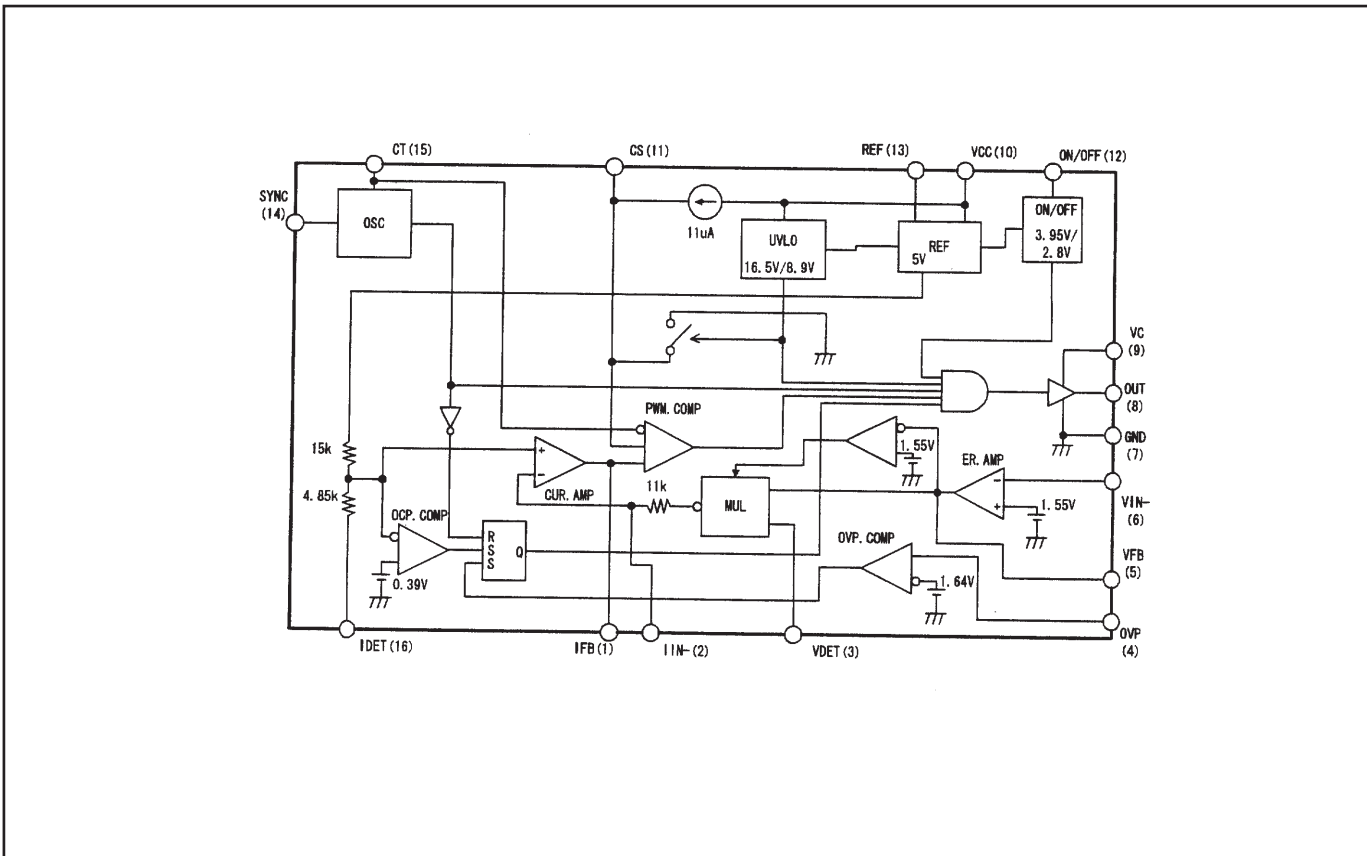 CT(15)
CS(11)
REF(13)
VCC(10)
ON/OFF(12)
SYNC
(14)
OSC
11uA
UVLO
16.5V/8.9V
REF
5V
ON/OFF
3.95V/
2.8V
VC
(9)
OUT
(8)
GND
(7)
PWM.COMP
15k
4.85k
+
-
CUR.AMP
11k
MUL
1.55V
ER.AMP
-
+
1.55V
VIN-
(6)
OCP.COMP
0.39V
R
S
S
Q
OVP.COMP
1.64V
VFB
(5)
OVP
(4)
IDET(16)
IFB(1)
IIN-(2)
VDET(3)